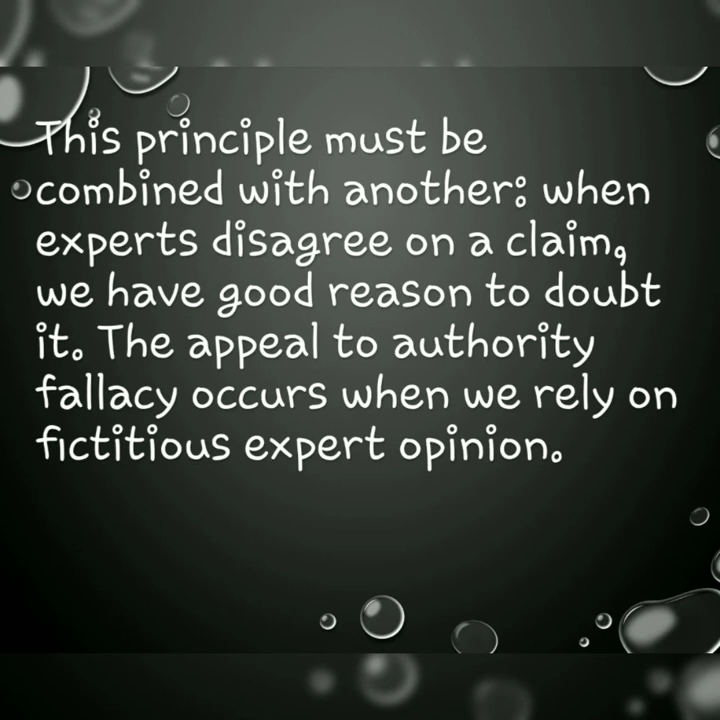 This principle must be
combined with another: when
experts disagree on a claim,
we have good reason to doubt
it. The appeal to authority
fallacy occurs when we rely on
fictitious expert opinion.